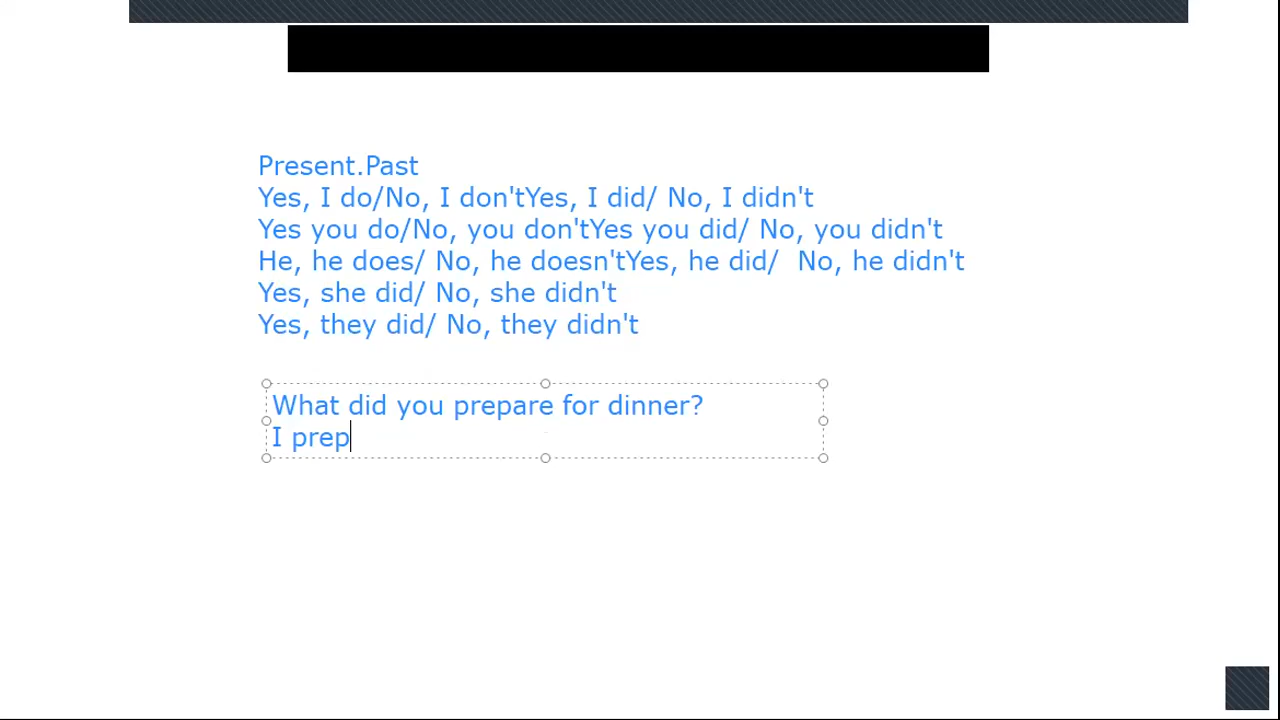 Present.Past
Yes, I do/No, I don'tYes, I did/ No, I didn't
Yes you do/No, you don'tYes you did/ No, you didn't
He, he does/ No, he doesn'tYes, he did/  No, he didn't
Yes, she did/ No, she didn't
Yes, they did/ No, they didn't
What did you prepare for dinner?
I prep